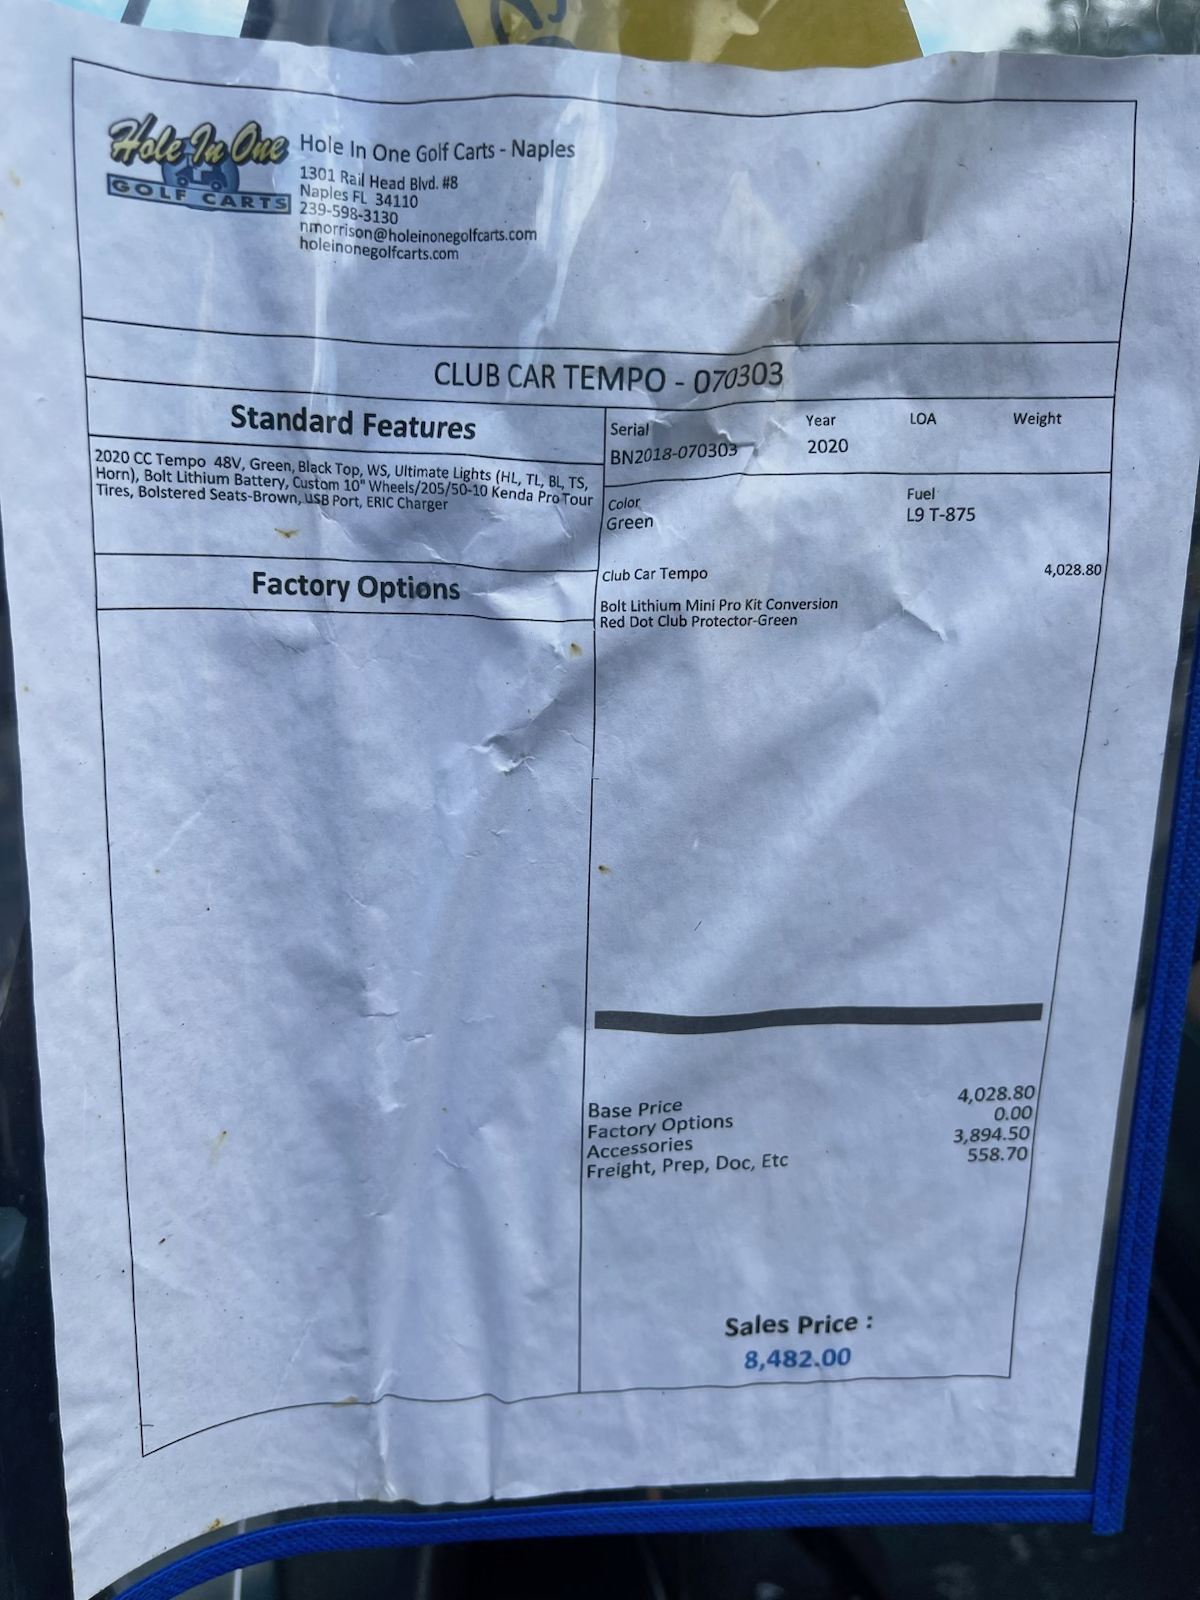 Hole In One
GOLF CARTS
Hole In One Golf Carts - Naples
1301 Rail Head Blvd. #8
Naples FL 34110
239-598-3130
nmorrison@holeinonegolfcarts.com
holeinonegolfcarts.com
CLUB CAR TEMPO - 070303
Standard Features
2020 CC Tempo 48V, Green, Black Top, WS, Ultimate Lights (HL, TL, BL, TS,
Horn), Bolt Lithium Battery, Custom 10" Wheels/205/50-10 Kenda Pro Tour
Tires, Bolstered Seats-Brown, USB Port, ERIC Charger
Factory Options
Serial Year LOA Weight
BN2018-070303 2020
Color Fuel
Green L9 T-875
Club Car Tempo 4,028.80
Bolt Lithium Mini Pro Kit Conversion
Red Dot Club Protector-Green
Base Price 4,028.80
Factory Options 0.00
Accessories 3,894.50
Freight, Prep, Doc, Etc 558.70
Sales Price :
8,482.00